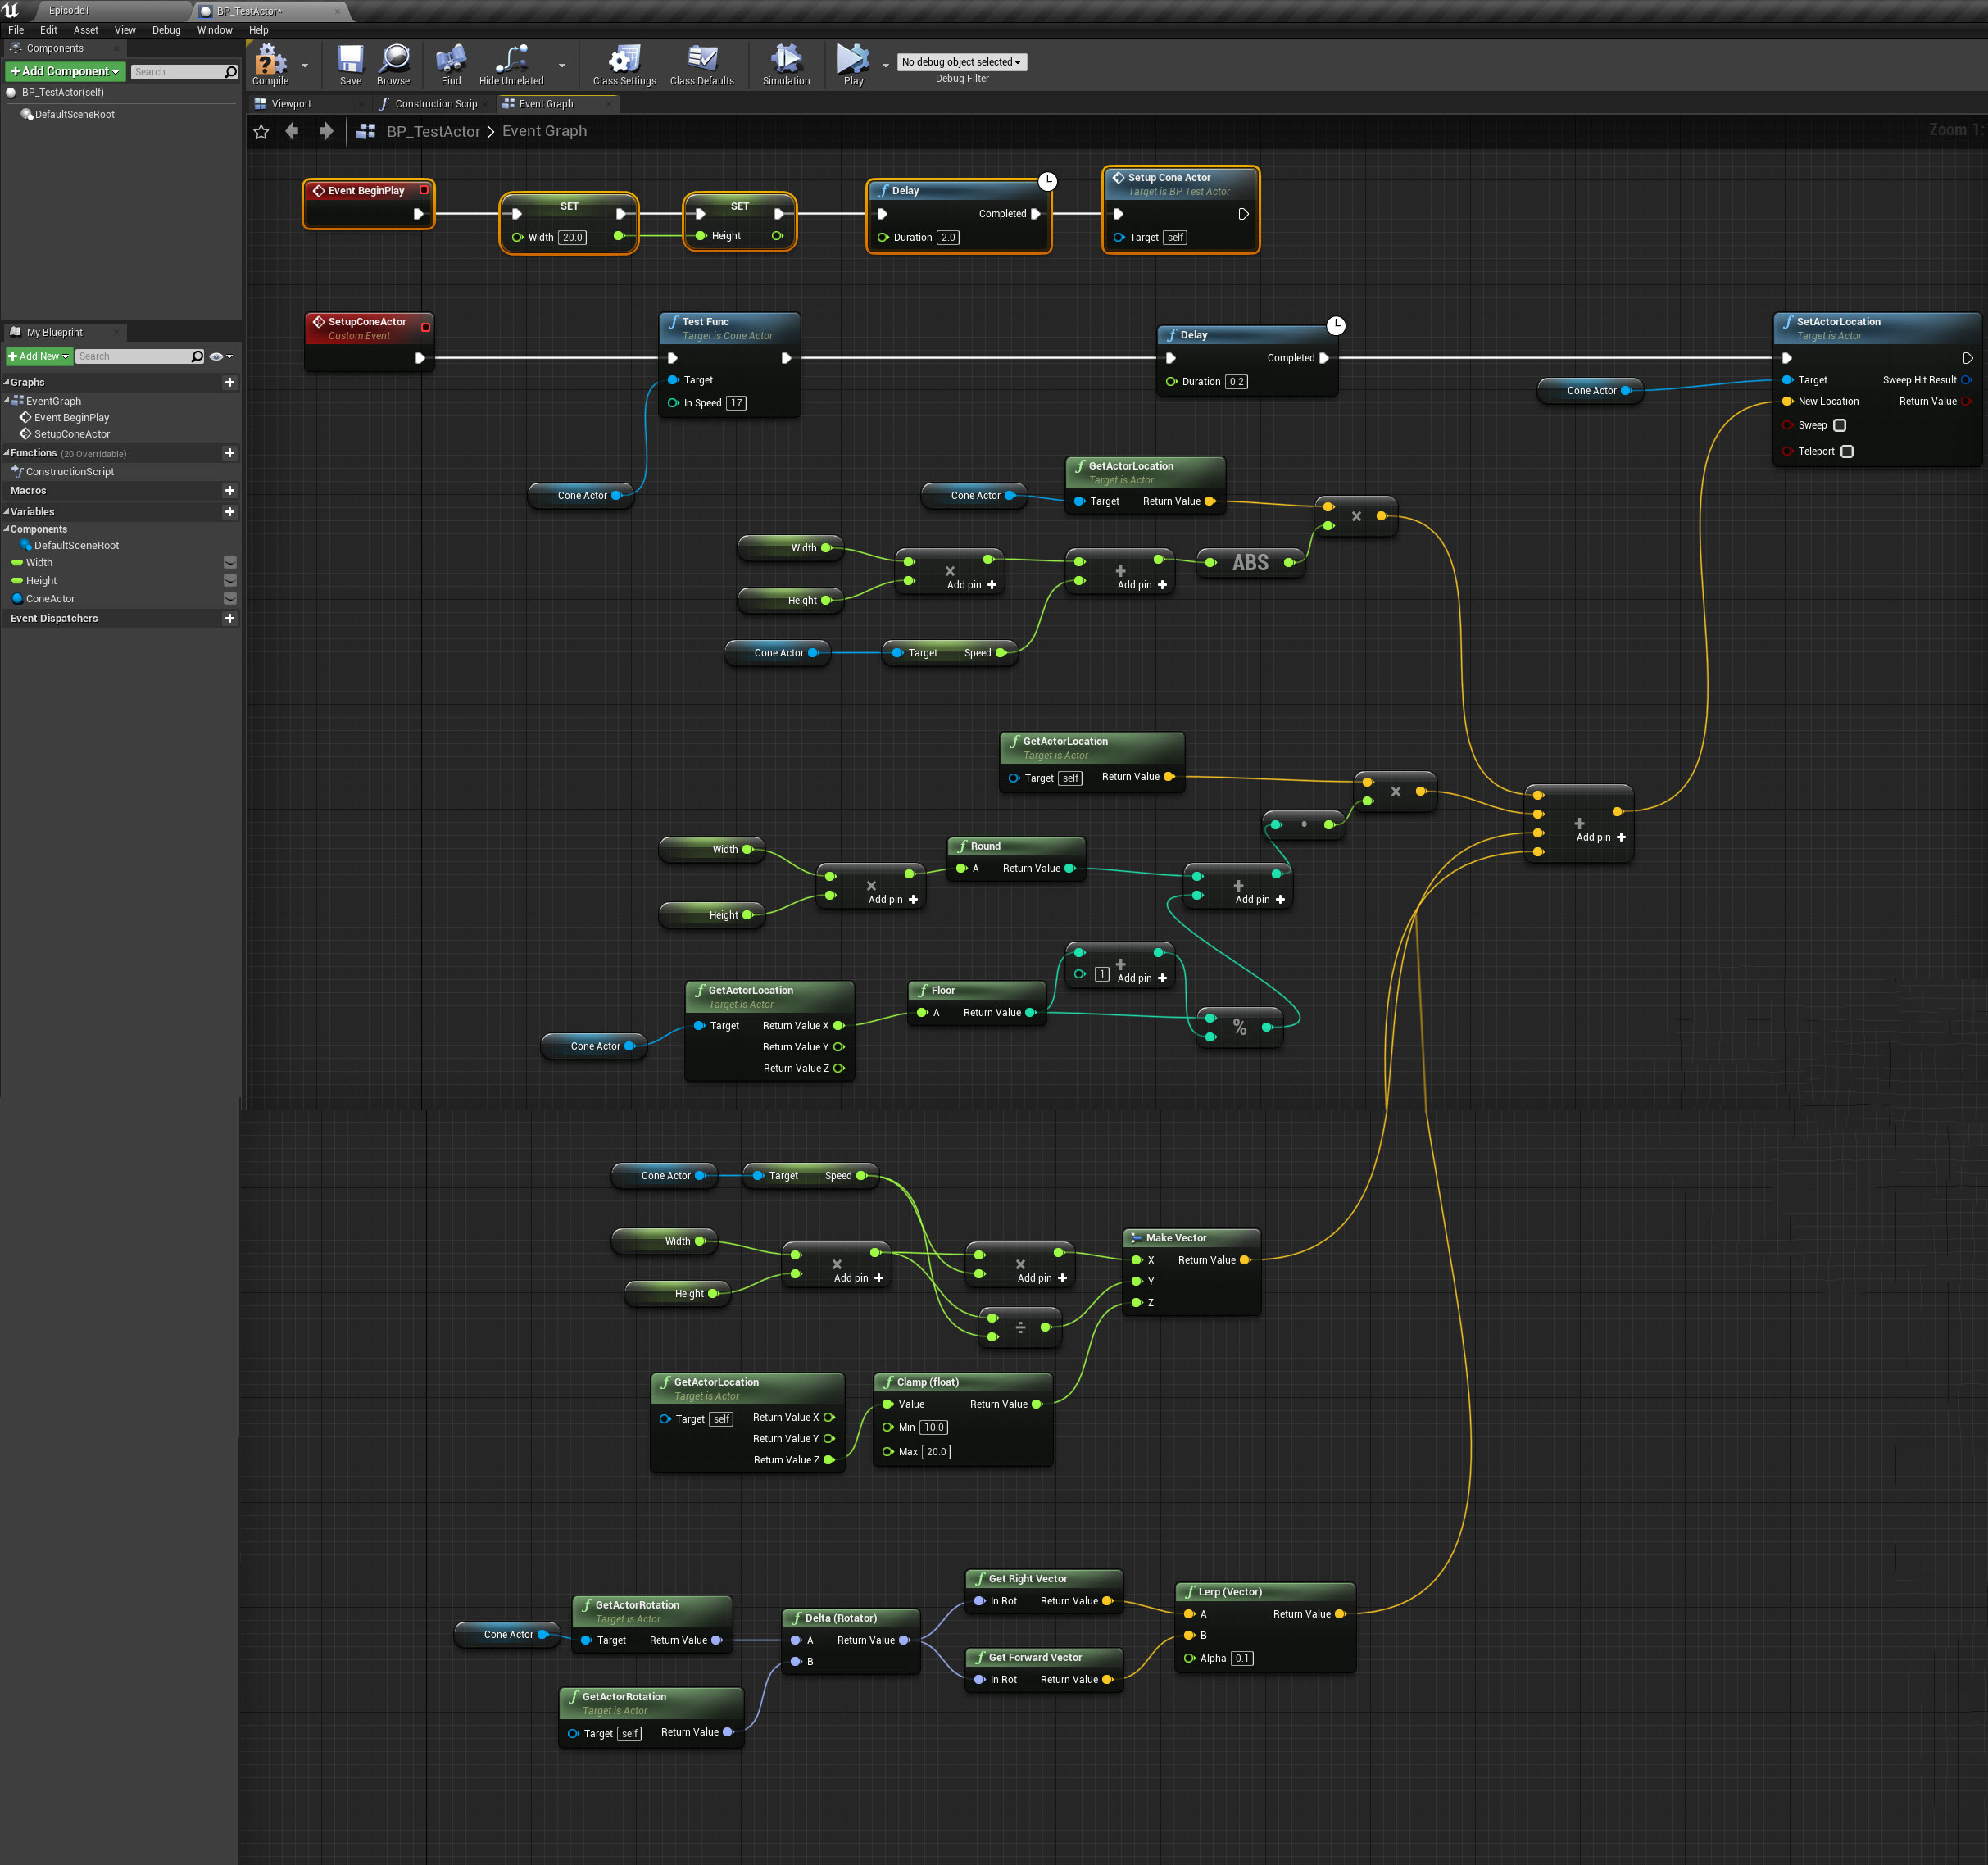 Episode1
BP_TestActor*
File Edit Asset View Debug Window Help
Components
+Add Component
Search
BP_TestActor(self)
DefaultSceneRoot
Compile
Save
Browse
Find
Hide Unrelated
Class Settings
Class Defaults
Simulation
Play
No debug object selected
Debug Filter
Viewport
Construction Scrip
Event Graph
BP_TestActor > Event Graph
Zoom 1:
My Blueprint
+Add New
Search
Graphs
EventGraph
Event BeginPlay
SetupConeActor
Functions (20 Overridable)
ConstructionScript
Macros
Variables
Components
DefaultSceneRoot
Width
Height
ConeActor
Event Dispatchers
Event BeginPlay
SET
Width 20.0
SET
Height
Delay
Completed
Duration 2.0
Setup Cone Actor
Target is BP Test Actor
Target self
SetupConeActor
Custom Event
Test Func
Target is Cone Actor
Target
In Speed 17
Cone Actor
Delay
Completed
Duration 0.2
Cone Actor
SetActorLocation
Target is Actor
Target Sweep Hit Result
New Location Return Value
Sweep
Teleport
Cone Actor
GetActorLocation
Target is Actor
Target Return Value
×
Width
Height
×
Add pin +
+
Add pin +
ABS
Cone Actor
Target Speed
GetActorLocation
Target is Actor
Target self Return Value
×
+
Add pin +
Width
Height
×
Add pin +
Round
A Return Value
+
Add pin +
+
1 Add pin +
Cone Actor
GetActorLocation
Target is Actor
Target Return Value X
Return Value Y
Return Value Z
Floor
A Return Value
%
Cone Actor
Target Speed
Width
Height
×
Add pin +
×
Add pin +
÷
Make Vector
X Return Value
Y
Z
GetActorLocation
Target is Actor
Target self
Return Value X
Return Value Y
Return Value Z
Clamp (float)
Value Return Value
Min 10.0
Max 20.0
Cone Actor
GetActorRotation
Target is Actor
Target Return Value
GetActorRotation
Target is Actor
Target self Return Value
Delta (Rotator)
A Return Value
B
Get Right Vector
In Rot Return Value
Get Forward Vector
In Rot Return Value
Lerp (Vector)
A Return Value
B
Alpha 0.1